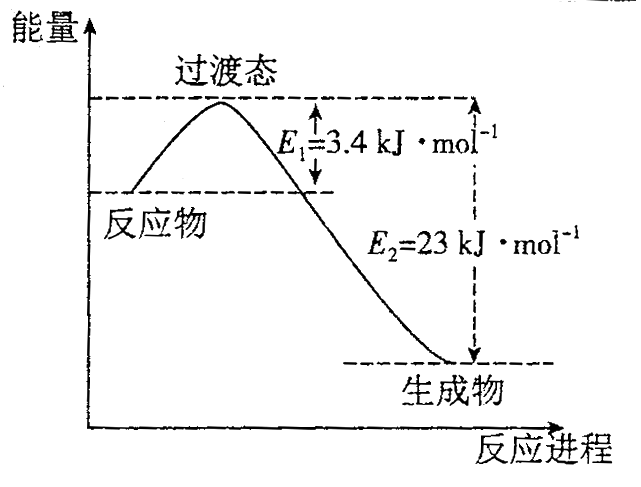 能量
过渡态
E₁=3.4 kJ·mol⁻¹
反应物
E₂=23 kJ·mol⁻¹
生成物
反应进程